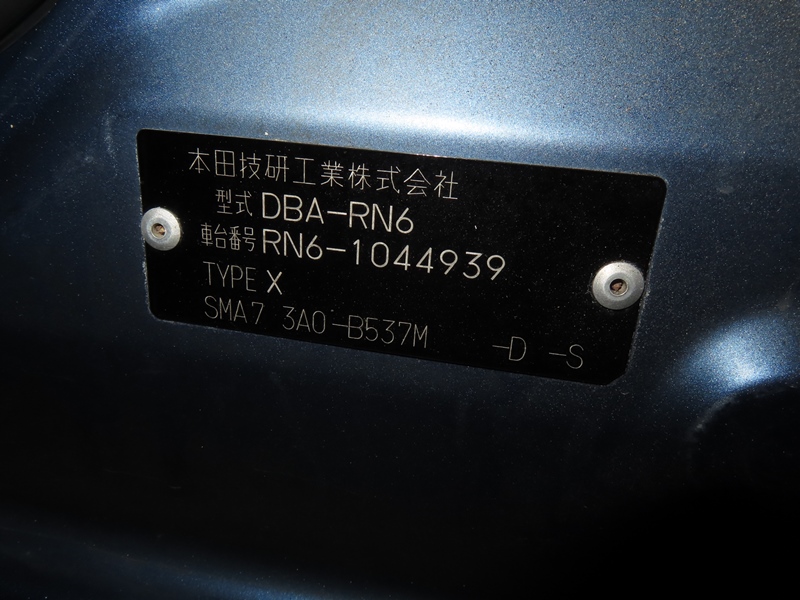 本田技研工業株式会社
型式 DBA-RN6
車台番号 RN6-1044939
TYPE X
SMA7 3A0-B537M -D -S